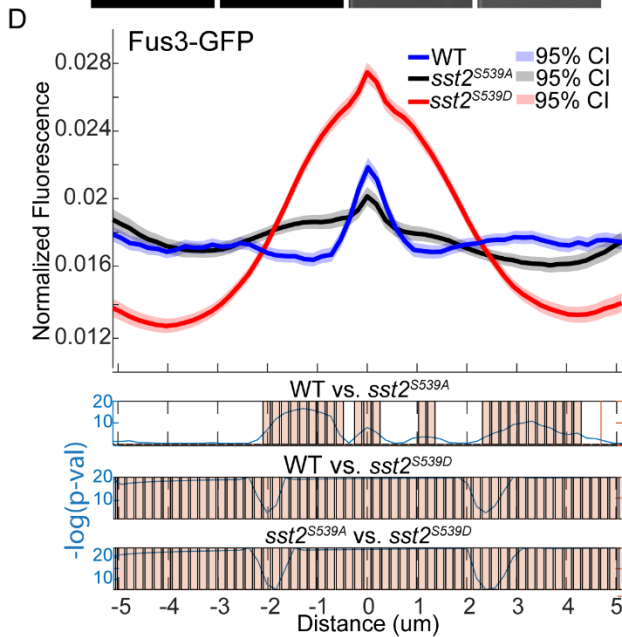 D
Fus3-GFP
WT 95% CI
sst2S539A 95% CI
sst2S539D 95% CI
Normalized Fluorescence
0.028
0.024
0.02
0.016
0.012
WT vs. sst2S539A
20
10
WT vs. sst2S539D
20
10
sst2S539A vs. sst2S539D
20
10
-log(p-val)
-5 -4 -3 -2 -1 0 1 2 3 4 5
Distance (um)